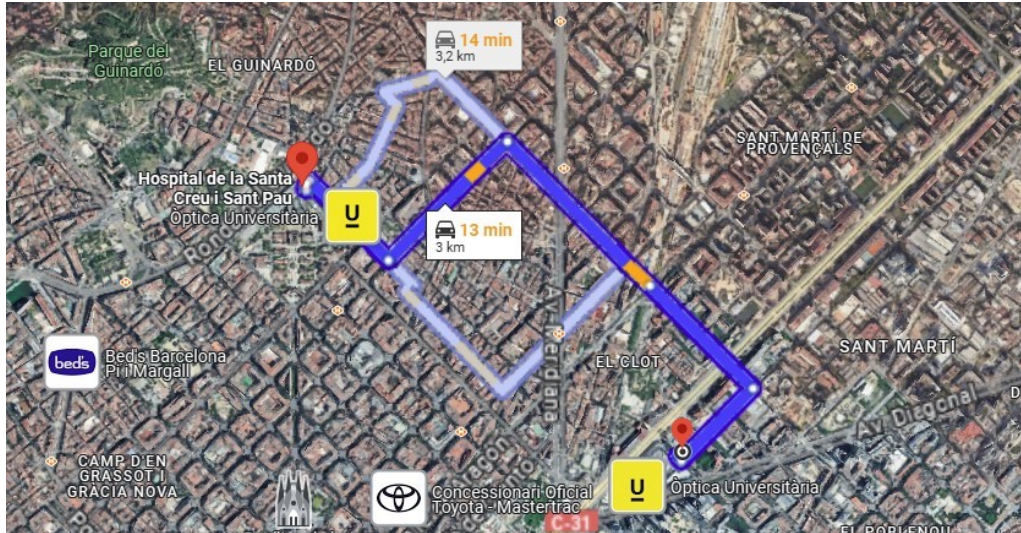 Parque del
Guinardó
EL GUINARDÓ
14 min
3,2 km
SANT MARTÍ DE
PROVENÇALS
Hospital de la Santa
Creu i Sant Pau
Òptica Universitària
U
13 min
3 km
Av. Meridiana
bed's
Bed's Barcelona
Pi i Margall
EL CLOT
SANT MARTÍ
Av. Diagonal
D
CAMP D'EN
GRASSOT I
GRÀCIA NOVA
Concessionari Oficial
Toyota - Mastertrac
U
Òptica Universitària
C-31
EL POBLENOU